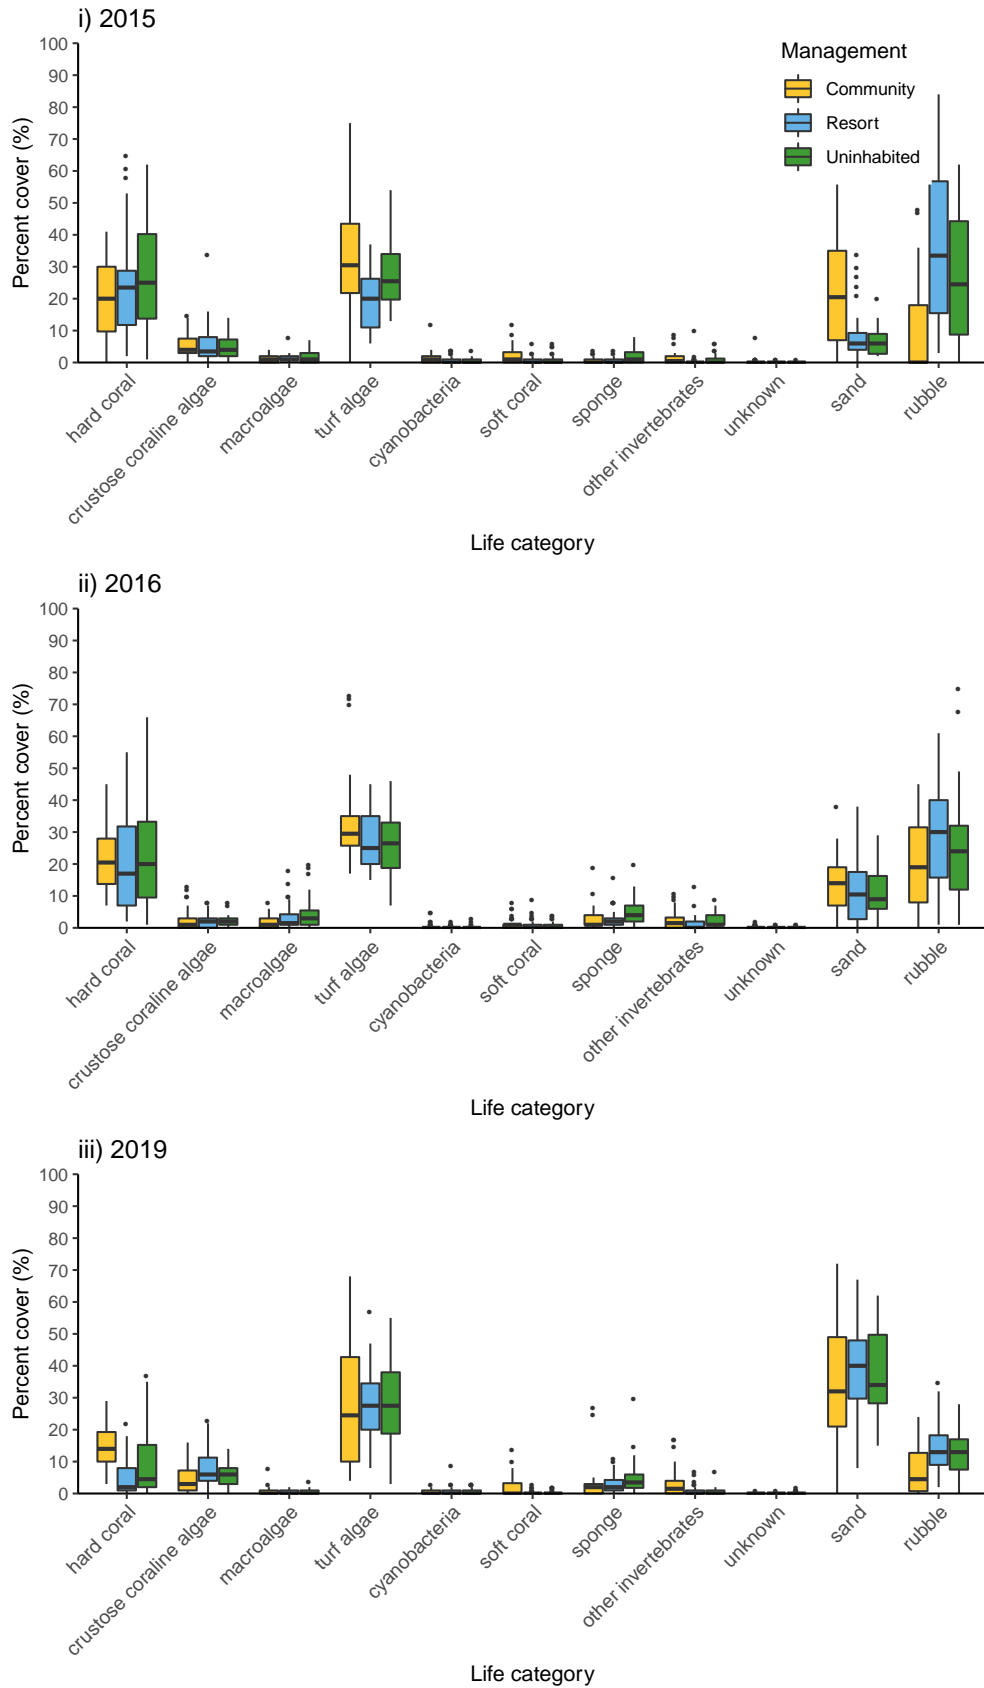 i) 2015
Percent cover (%)
100
90
80
70
60
50
40
30
20
10
0
Management
Community
Resort
Uninhabited
hard coral
crustose coraline algae
macroalgae
turf algae
cyanobacteria
soft coral
sponge
other invertebrates
unknown
sand
rubble
Life category
ii) 2016
Percent cover (%)
100
90
80
70
60
50
40
30
20
10
0
hard coral
crustose coraline algae
macroalgae
turf algae
cyanobacteria
soft coral
sponge
other invertebrates
unknown
sand
rubble
Life category
iii) 2019
Percent cover (%)
100
90
80
70
60
50
40
30
20
10
0
hard coral
crustose coraline algae
macroalgae
turf algae
cyanobacteria
soft coral
sponge
other invertebrates
unknown
sand
rubble
Life category